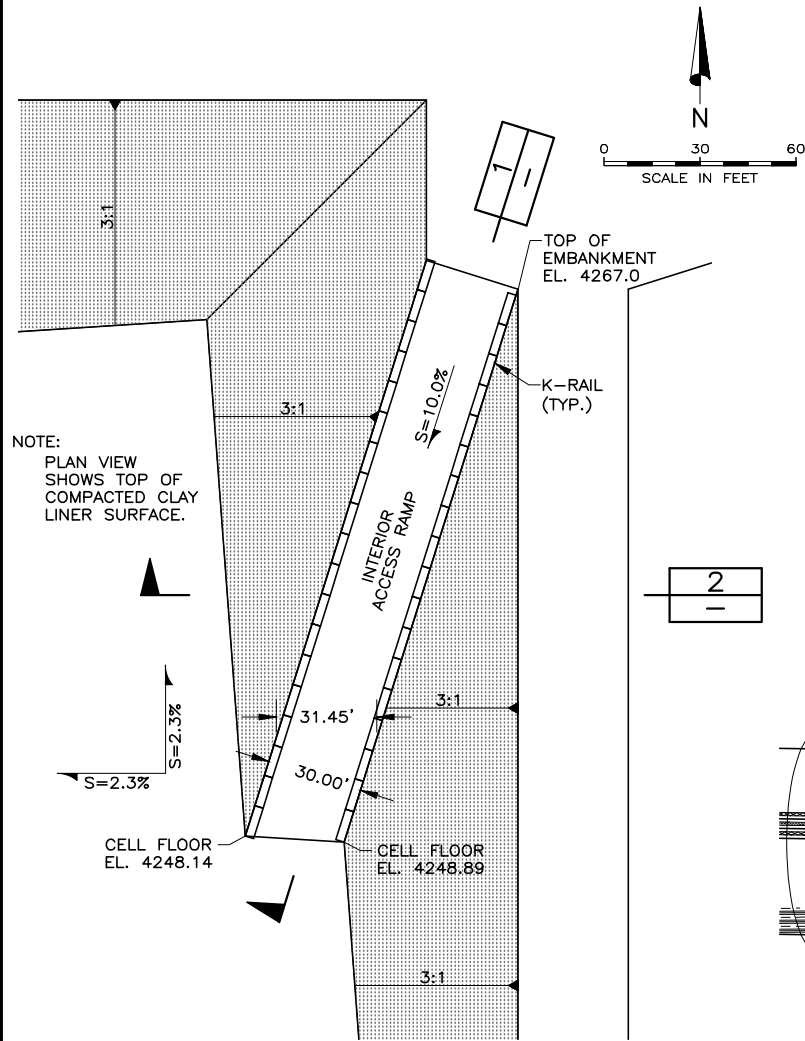 N
0 30 60
SCALE IN FEET
1
—
3:1
TOP OF
EMBANKMENT
EL. 4267.0
K-RAIL
(TYP.)
S=10.0%
3:1
NOTE:
PLAN VIEW
SHOWS TOP OF
COMPACTED CLAY
LINER SURFACE.
INTERIOR
ACCESS RAMP
2
—
S=2.3%
S=2.3%
31.45'
3:1
30.00'
CELL FLOOR
EL. 4248.14
CELL FLOOR
EL. 4248.89
3:1